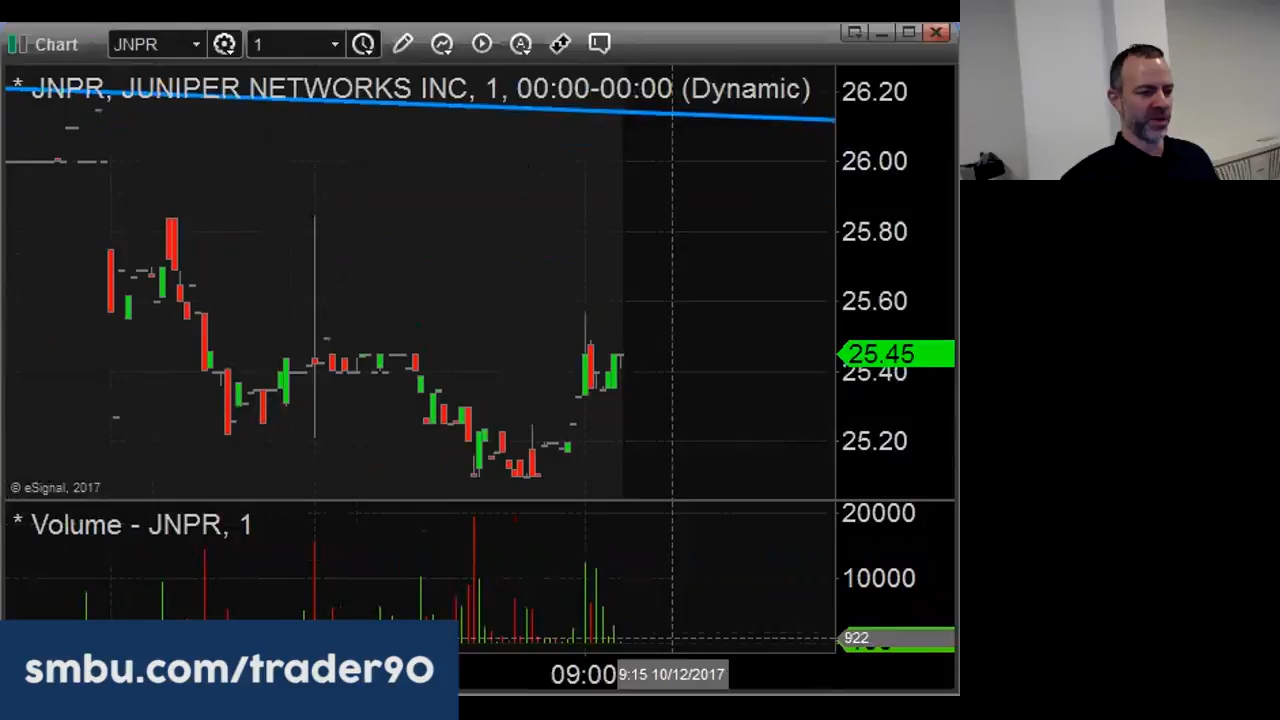 Chart JNPR 1
* JNPR, JUNIPER NETWORKS INC, 1, 00:00-00:00 (Dynamic)
26.20
26.00
25.80
25.60
25.45
25.40
25.20
© eSignal, 2017
* Volume - JNPR, 1
20000
10000
922
smbu.com/trader90
09:00
9:15 10/12/2017